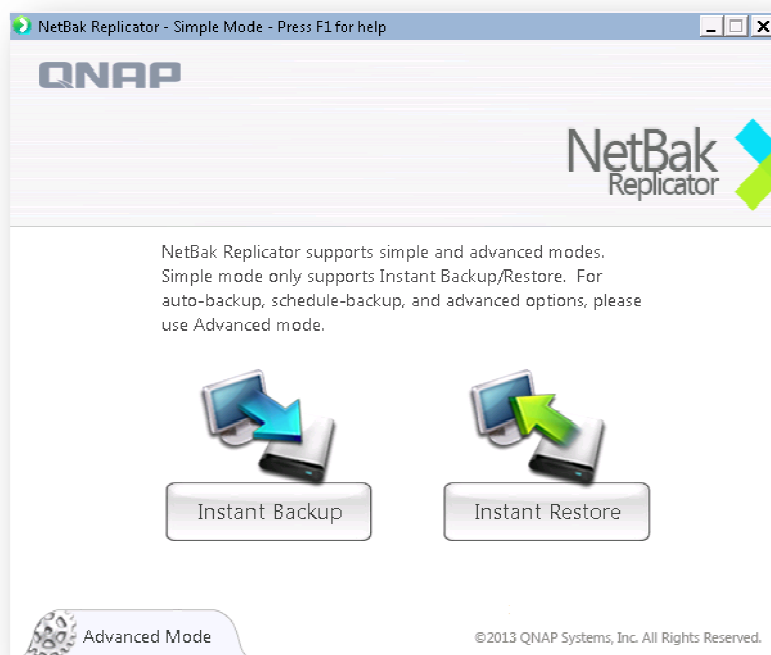 NetBak Replicator - Simple Mode - Press F1 for help
QNAP
NetBak
Replicator
NetBak Replicator supports simple and advanced modes.
Simple mode only supports Instant Backup/Restore.  For
auto-backup, schedule-backup, and advanced options, please
use Advanced mode.
Instant Backup
Instant Restore
Advanced Mode
©2013 QNAP Systems, Inc. All Rights Reserved.